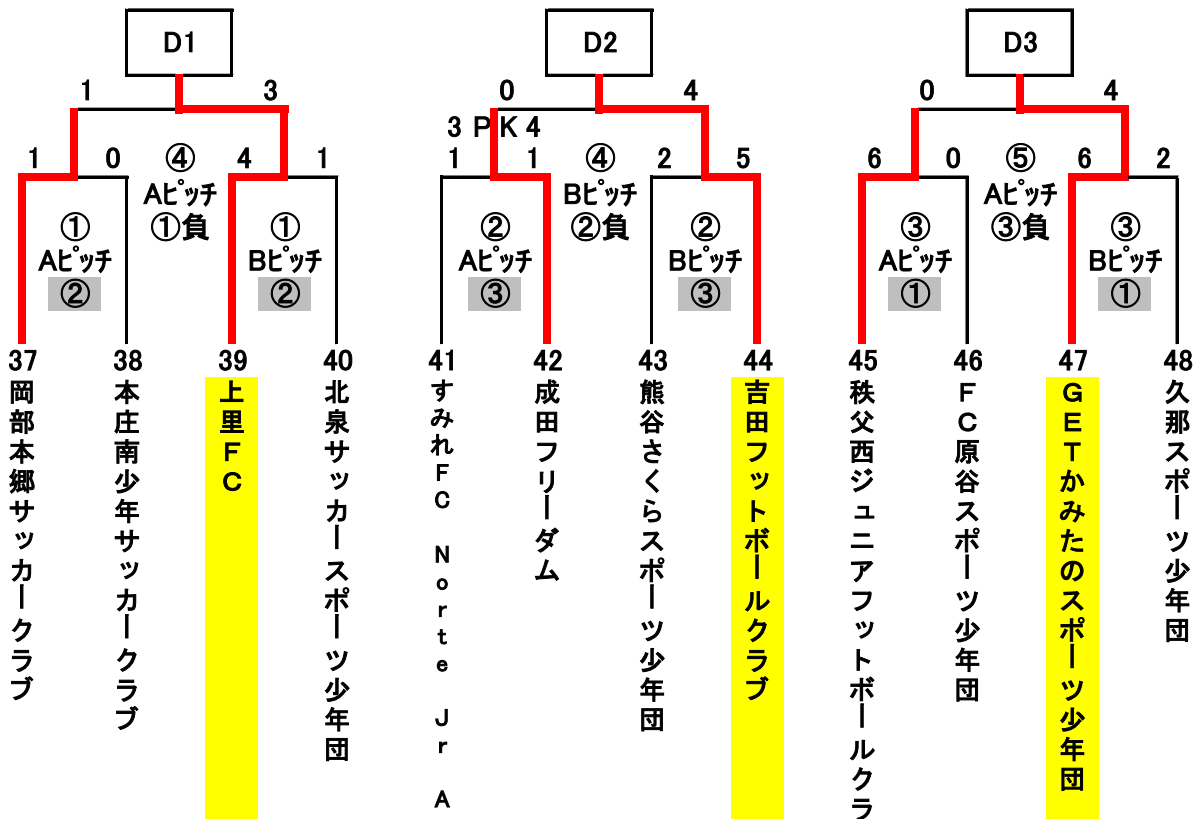 D1
D2
D3
1
3
0
4
0
4
3 PK 4
1
0
④
4
1
1
1
④
2
5
6
0
⑤
6
2
Aピッチ
Bピッチ
Aピッチ
①負
②負
③負
①
①
②
②
③
③
Aピッチ
Bピッチ
Aピッチ
Bピッチ
Aピッチ
Bピッチ
②
②
③
③
①
①
37
38
39
40
41
42
43
44
45
46
47
48
岡部本郷サッカークラブ
本庄南少年サッカークラブ
上里FC
北泉サッカースポーツ少年団
すみれFC Norte Jr A
成田フリーダム
熊谷さくらスポーツ少年団
吉田フットボールクラブ
秩父西ジュニアフットボールクラ
FC原谷スポーツ少年団
GETかみたのスポーツ少年団
久那スポーツ少年団